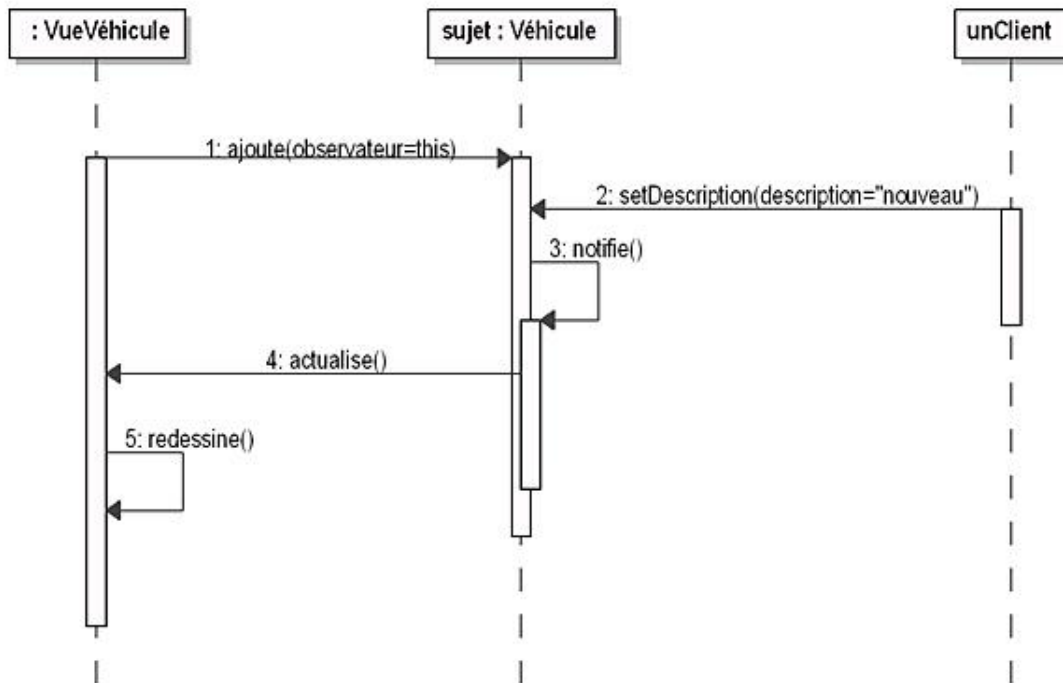 : VueVéhicule
sujet : Véhicule
unClient
1: ajoute(observateur=this)
2: setDescription(description="nouveau")
3: notifie()
4: actualise()
5: redessine()